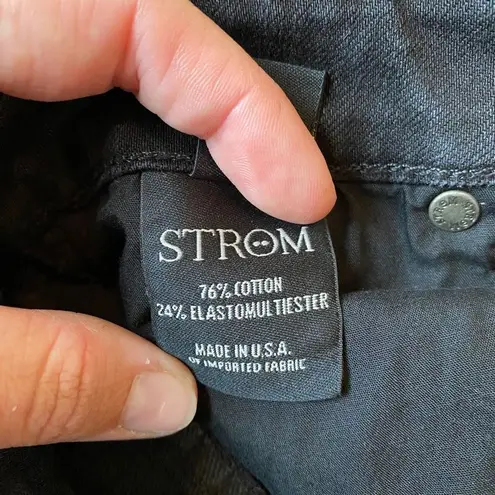 STROM
76% COTTON
24% ELASTOMULTIESTER
MADE IN U.S.A.
OF IMPORTED FABRIC